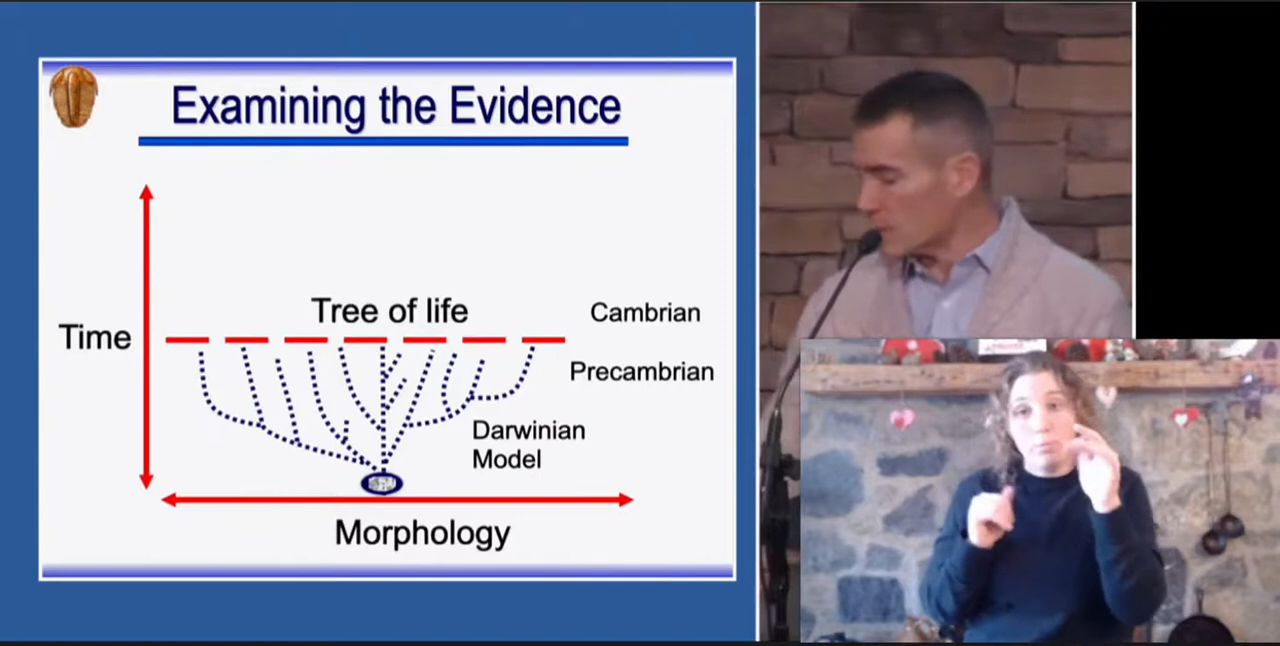 Examining the Evidence
Tree of life
Cambrian
Time
Precambrian
Darwinian
Model
Morphology